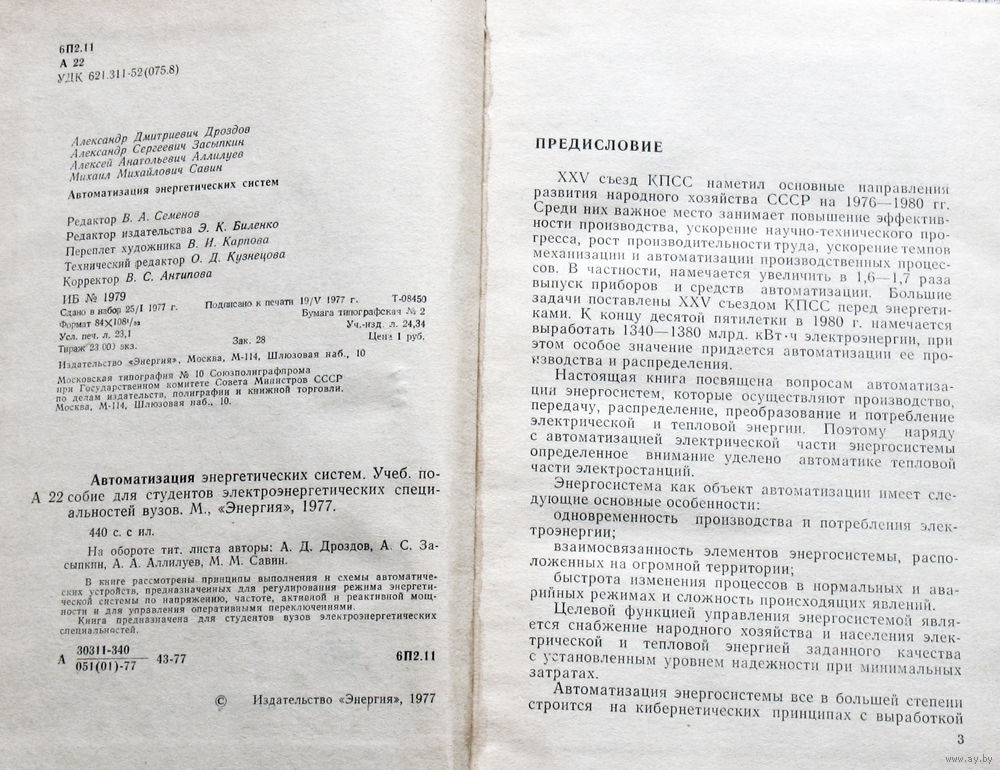 6П2.11
А 22
УДК 621.311-52(075.8)
Александр Дмитриевич Дроздов
Александр Сергеевич Засыпкин
Алексей Анатольевич Аллилуев
Михаил Михайлович Савин
Автоматизация энергетических систем
Редактор В. А. Семенов
Редактор издательства Э. К. Биленко
Переплет художника В. И. Карпова
Технический редактор О. Д. Кузнецова
Корректор В. С. Антипова
ИБ № 1979
Сдано в набор 25/I 1977 г. Подписано к печати 19/V 1977 г. Т-08450
Формат 84×108¹/₃₂ Бумага типографская № 2
Усл. печ. л. 23,1 Уч.-изд. л. 24,34
Тираж 23 000 экз. Зак. 28 Цена 1 руб.
Издательство «Энергия», Москва, М-114, Шлюзовая наб., 10
Московская типография № 10 Союзполиграфпрома
при Государственном комитете Совета Министров СССР
по делам издательств, полиграфии и книжной торговли.
Москва, М-114, Шлюзовая наб., 10.
Автоматизация энергетических систем. Учеб. по-
А 22 собие для студентов электроэнергетических специ-
альностей вузов. М., «Энергия», 1977.
440 с. с ил.
На обороте тит. листа авторы: А. Д. Дроздов, А. С. За-
сыпкин, А. А. Аллилуев, М. М. Савин.
В книге рассмотрены принципы выполнения и схемы автоматиче-
ских устройств, предназначенных для регулирования режима энергети-
ческой системы по напряжению, частоте, активной и реактивной мощ-
ности и для управления оперативными переключениями.
Книга предназначена для студентов вузов электроэнергетических
специальностей.
А 30311-340
051(01)-77 43-77 6П2.11
© Издательство «Энергия», 1977
ПРЕДИСЛОВИЕ
XXV съезд КПСС наметил основные направления
развития народного хозяйства СССР на 1976—1980 гг.
Среди них важное место занимает повышение эффектив-
ности производства, ускорение научно-технического про-
гресса, рост производительности труда, ускорение темпов
механизации и автоматизации производственных процес-
сов. В частности, намечается увеличить в 1,6—1,7 раза
выпуск приборов и средств автоматизации. Большие
задачи поставлены XXV съездом КПСС перед энергети-
ками. К концу десятой пятилетки в 1980 г. намечается
выработать 1340—1380 млрд. кВт·ч электроэнергии, при
этом особое значение придается автоматизации ее про-
изводства и распределения.
Настоящая книга посвящена вопросам автоматиза-
ции энергосистем, которые осуществляют производство,
передачу, распределение, преобразование и потребление
электрической и тепловой энергии. Поэтому наряду
с автоматизацией электрической части энергосистемы
определенное внимание уделено автоматике тепловой
части электростанций.
Энергосистема как объект автоматизации имеет сле-
дующие основные особенности:
одновременность производства и потребления элек-
троэнергии;
взаимосвязанность элементов энергосистемы, распо-
ложенных на огромной территории;
быстрота изменения процессов в нормальных и ава-
рийных режимах и сложность происходящих явлений.
Целевой функцией управления энергосистемой явля-
ется снабжение народного хозяйства и населения элек-
трической и тепловой энергией заданного качества
с установленным уровнем надежности при минимальных
затратах.
Автоматизация энергосистемы все в большей степени
строится на кибернетических принципах с выработкой
3
www.ay.by